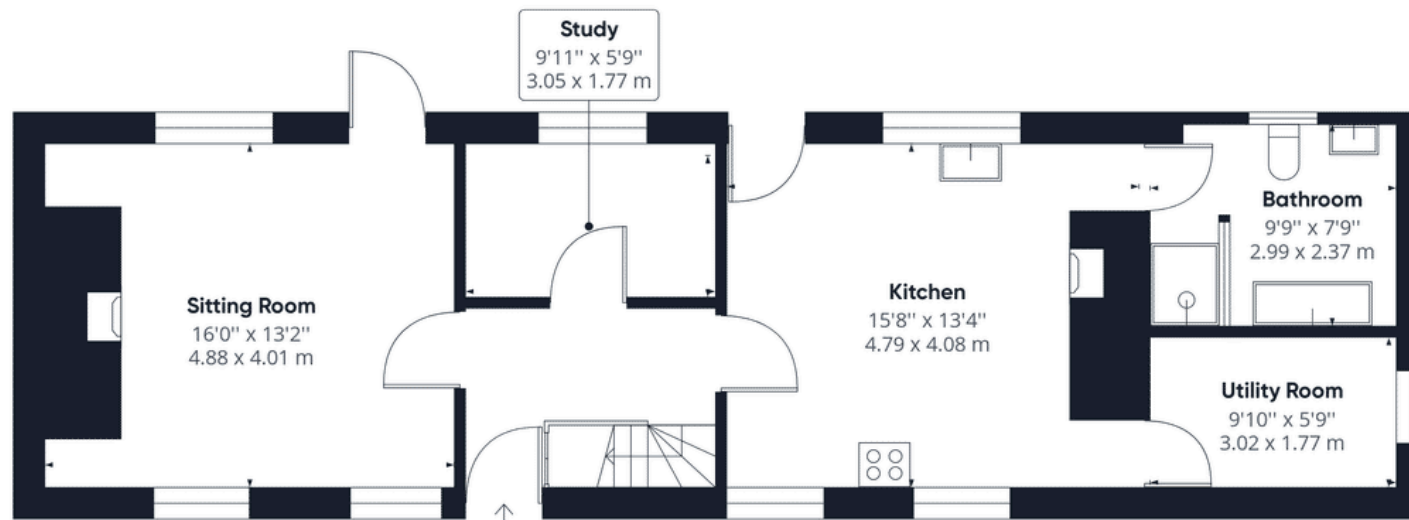 Study
9'11'' x 5'9''
3.05 x 1.77 m
Sitting Room
16'0'' x 13'2''
4.88 x 4.01 m
Kitchen
15'8'' x 13'4''
4.79 x 4.08 m
Bathroom
9'9'' x 7'9''
2.99 x 2.37 m
Utility Room
9'10'' x 5'9''
3.02 x 1.77 m